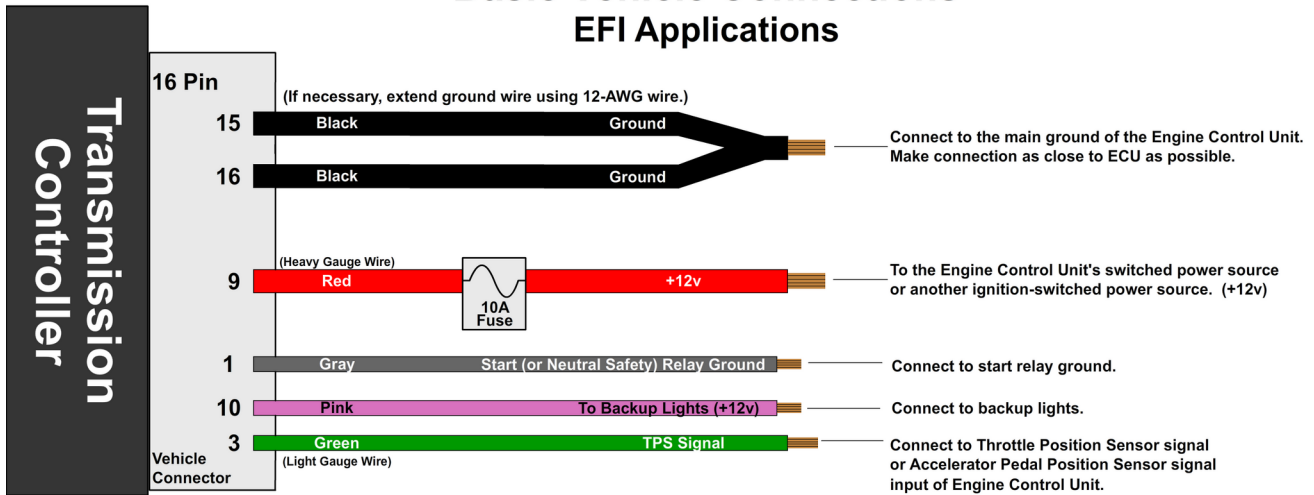 EFI Applications
Transmission
Controller
16 Pin
(If necessary, extend ground wire using 12-AWG wire.)
15 Black Ground
Connect to the main ground of the Engine Control Unit.
Make connection as close to ECU as possible.
16 Black Ground
(Heavy Gauge Wire)
9 Red +12v
10A
Fuse
To the Engine Control Unit's switched power source
or another ignition-switched power source. (+12v)
1 Gray Start (or Neutral Safety) Relay Ground
Connect to start relay ground.
10 Pink To Backup Lights (+12v)
Connect to backup lights.
3 Green TPS Signal
(Light Gauge Wire)
Connect to Throttle Position Sensor signal
or Accelerator Pedal Position Sensor signal
input of Engine Control Unit.
Vehicle
Connector